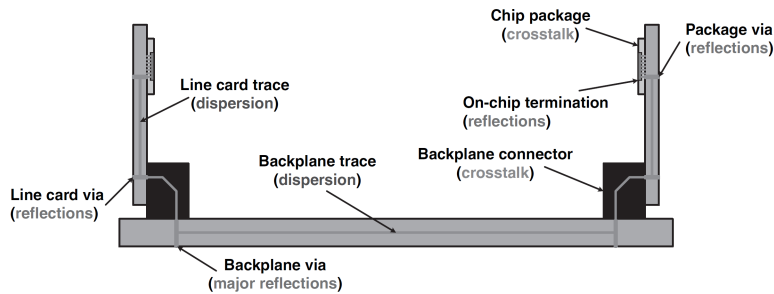 Chip package
(crosstalk)
Package via
(reflections)
Line card trace
(dispersion)
On-chip termination
(reflections)
Backplane trace
(dispersion)
Backplane connector
(crosstalk)
Line card via
(reflections)
Backplane via
(major reflections)